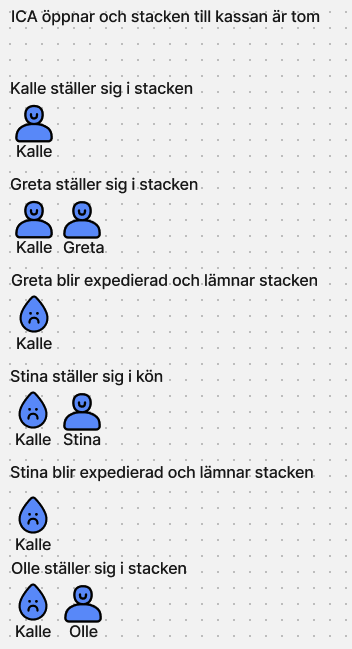 ICA öppnar och stacken till kassan är tom
Kalle ställer sig i stacken
Kalle
Greta ställer sig i stacken
Kalle Greta
Greta blir expedierad och lämnar stacken
Kalle
Stina ställer sig i kön
Kalle Stina
Stina blir expedierad och lämnar stacken
Kalle
Olle ställer sig i stacken
Kalle Olle